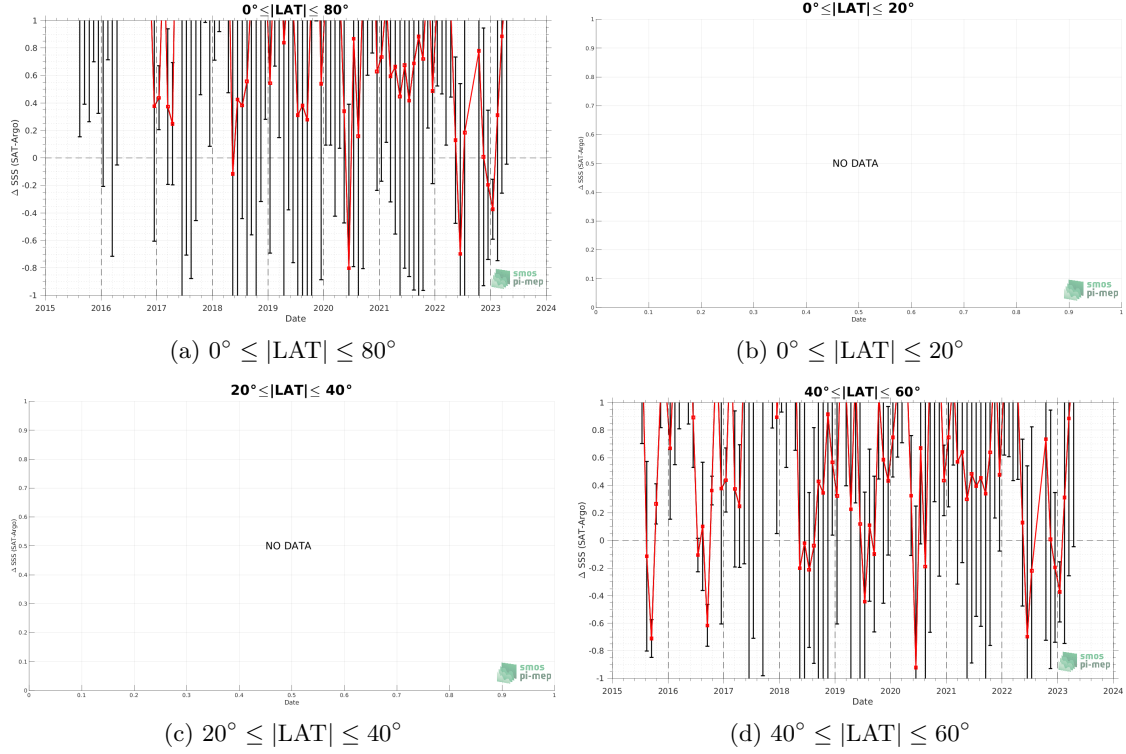 0°≤|LAT|≤ 80°
Δ SSS (SAT-Argo)
1
0.8
0.6
0.4
0.2
0
-0.2
-0.4
-0.6
-0.8
-1
2015 2016 2017 2018 2019 2020 2021 2022 2023 2024
Date
smos
pi-mep
(a) 0° ≤ |LAT| ≤ 80°
0°≤|LAT|≤ 20°
Δ SSS (SAT-Argo)
1
0.9
0.8
0.7
0.6
0.5
0.4
0.3
0.2
0.1
0
NO DATA
0 0.1 0.2 0.3 0.4 0.5 0.6 0.7 0.8 0.9 1
Date
smos
pi-mep
(b) 0° ≤ |LAT| ≤ 20°
20°≤|LAT|≤ 40°
Δ SSS (SAT-Argo)
1
0.9
0.8
0.7
0.6
0.5
0.4
0.3
0.2
0.1
0
NO DATA
0 0.1 0.2 0.3 0.4 0.5 0.6 0.7 0.8 0.9 1
Date
smos
pi-mep
(c) 20° ≤ |LAT| ≤ 40°
40°≤|LAT|≤ 60°
Δ SSS (SAT-Argo)
1
0.8
0.6
0.4
0.2
0
-0.2
-0.4
-0.6
-0.8
-1
2015 2016 2017 2018 2019 2020 2021 2022 2023 2024
Date
smos
pi-mep
(d) 40° ≤ |LAT| ≤ 60°